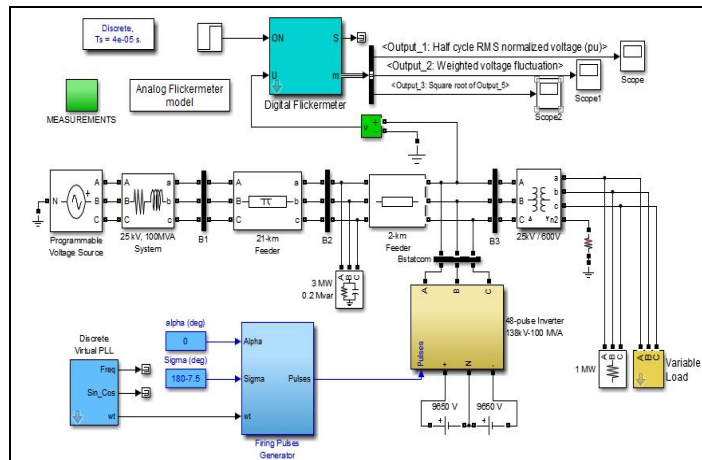 Discrete,
Ts = 4e-05 s.
ON
S
U
m
Digital Flickermeter
<Output_1: Half cycle RMS normalized voltage (pu)>
<Output_2: Weighted voltage fluctuation>
<Output_3: Square root of Output_5>
Scope
Scope1
Scope2
MEASUREMENTS
Analog Flickermeter
model
v
+
-
N
A
B
C
Programmable
Voltage Source
A
B
C
a
b
c
25 kV, 100MVA
System
B1
A
B
C
a
b
c
21-km
Feeder
B2
A
B
C
3 MW
0.2 Mvar
2-km
Feeder
B3
A
B
C
a
b
c
n2
25kV / 600V
Bstatcom
A
B
C
48-pulse Inverter
138kV-100 MVA
Pulses
+
N
-
9650 V
9650 V
+
+
A
B
C
1 MW
A
B
C
Variable
Load
Discrete
Virtual PLL
Freq
Sin_Cos
wt
alpha (deg)
0
Sigma (deg)
180-7.5
Alpha
Sigma
wt
Pulses
Firing Pulses
Generator